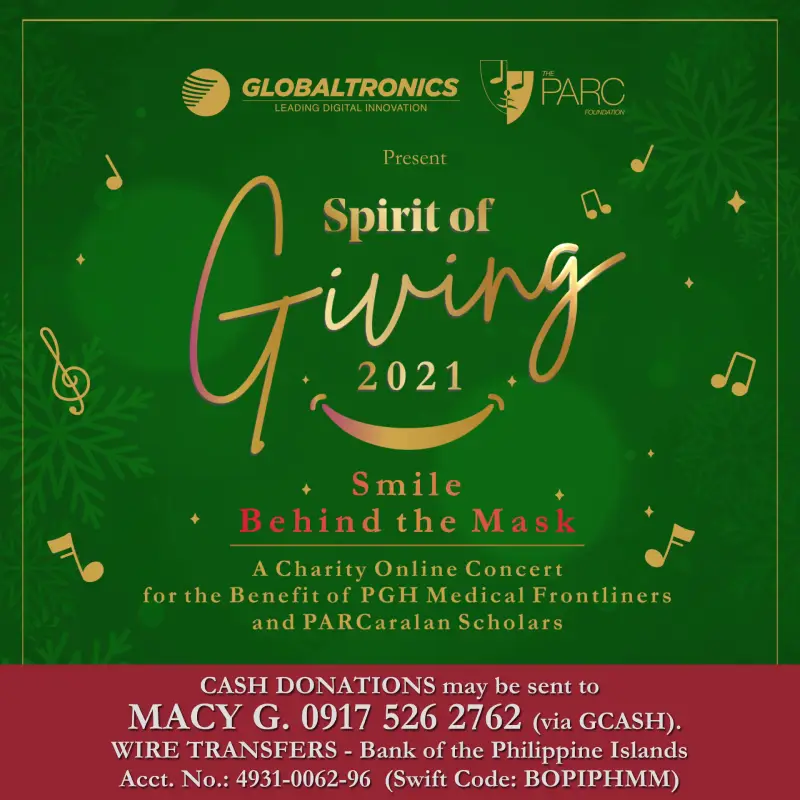 GLOBALTRONICS
LEADING DIGITAL INNOVATION
THE
PARC
FOUNDATION
Present
Spirit of
Giving
2021
Smile
Behind the Mask
A Charity Online Concert
for the Benefit of PGH Medical Frontliners
and PARCaralan Scholars
CASH DONATIONS may be sent to
MACY G. 0917 526 2762 (via GCASH).
WIRE TRANSFERS - Bank of the Philippine Islands
Acct. No.: 4931-0062-96 (Swift Code: BOPIPHMM)